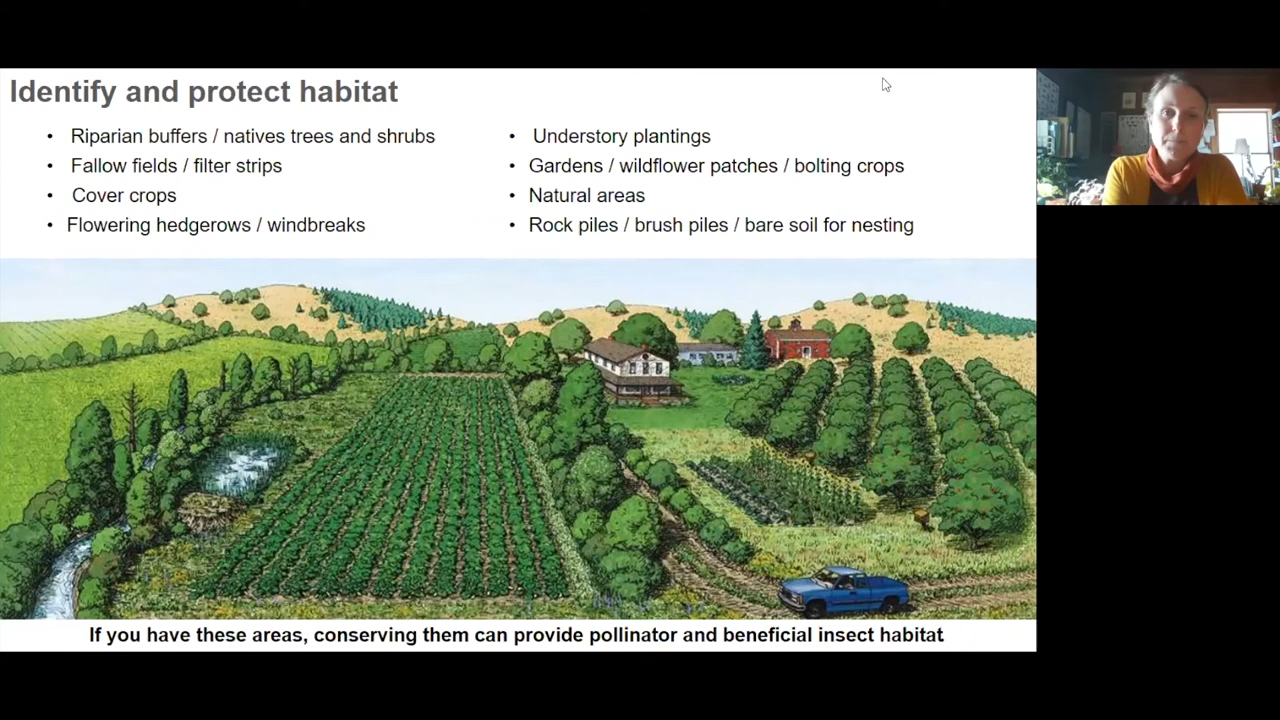 Identify and protect habitat
• Riparian buffers / natives trees and shrubs
• Fallow fields / filter strips
• Cover crops
• Flowering hedgerows / windbreaks
• Understory plantings
• Gardens / wildflower patches / bolting crops
• Natural areas
• Rock piles / brush piles / bare soil for nesting
If you have these areas, conserving them can provide pollinator and beneficial insect habitat